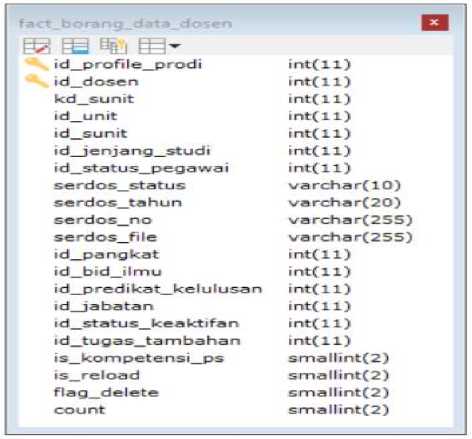 fact_borang_data_dosen
id_profile_prodi int(11)
id_dosen int(11)
kd_sunit int(11)
id_unit int(11)
id_sunit int(11)
id_jenjang_studi int(11)
id_status_pegawai int(11)
serdos_status varchar(10)
serdos_tahun varchar(20)
serdos_no varchar(255)
serdos_file varchar(255)
id_pangkat int(11)
id_bid_ilmu int(11)
id_predikat_kelulusan int(11)
id_jabatan int(11)
id_status_keaktifan int(11)
id_tugas_tambahan int(11)
is_kompetensi_ps smallint(2)
is_reload smallint(2)
flag_delete smallint(2)
count smallint(2)